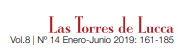 Las Torres de Lucca
Vol.8 | Nº 14 Enero-Junio 2019: 161-185